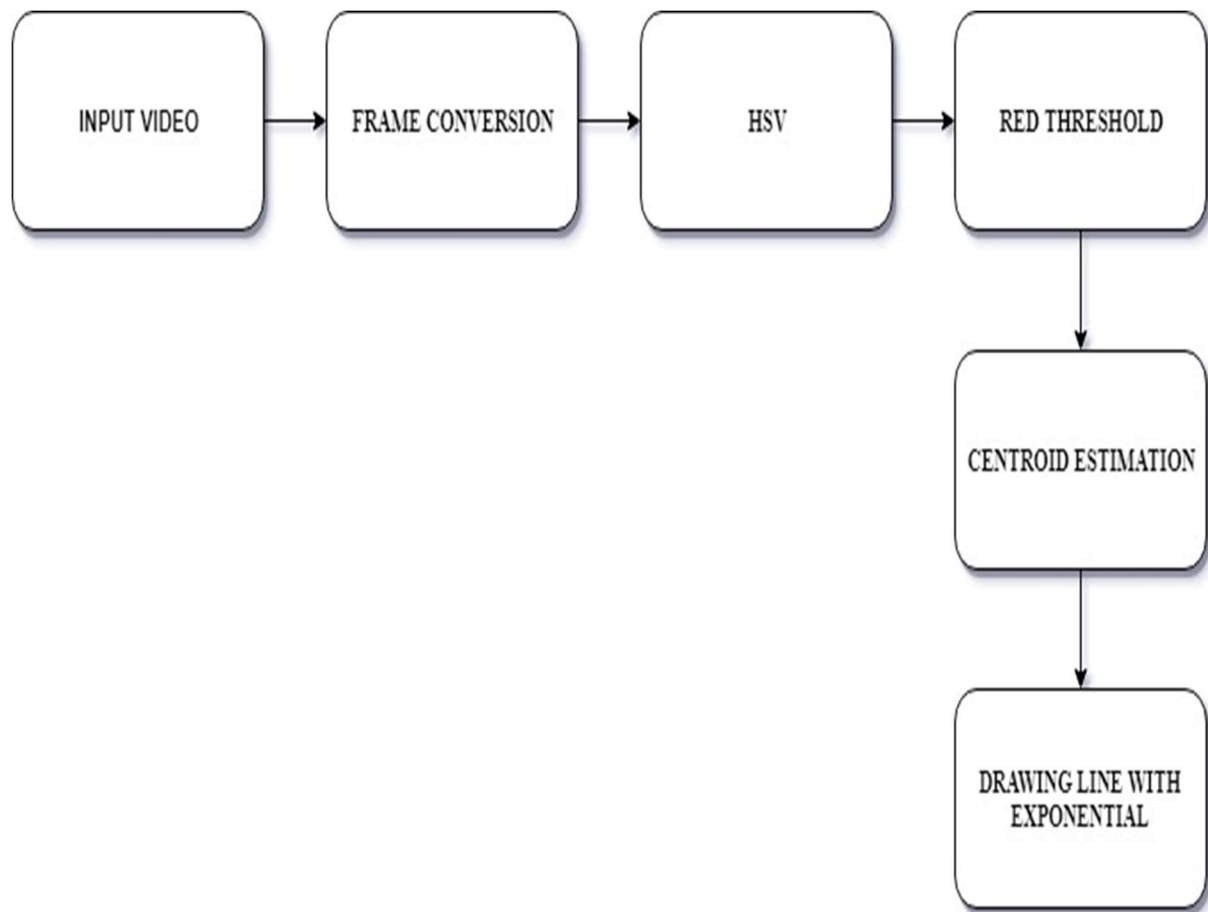 INPUT VIDEO
FRAME CONVERSION
HSV
RED THRESHOLD
CENTROID ESTIMATION
DRAWING LINE WITH
EXPONENTIAL